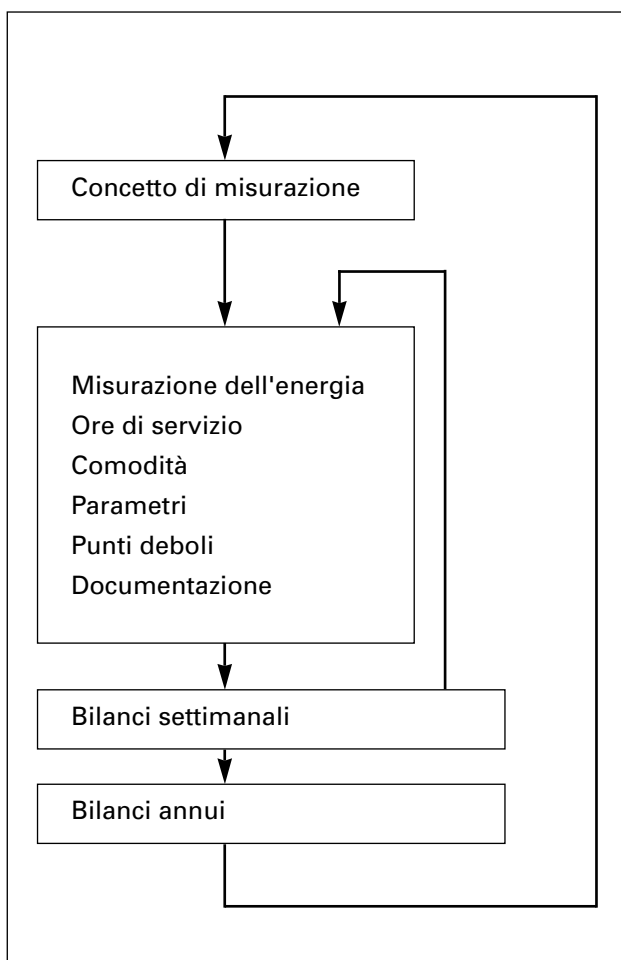 Concetto di misurazione
Misurazione dell'energia
Ore di servizio
Comodità
Parametri
Punti deboli
Documentazione
Bilanci settimanali
Bilanci annui